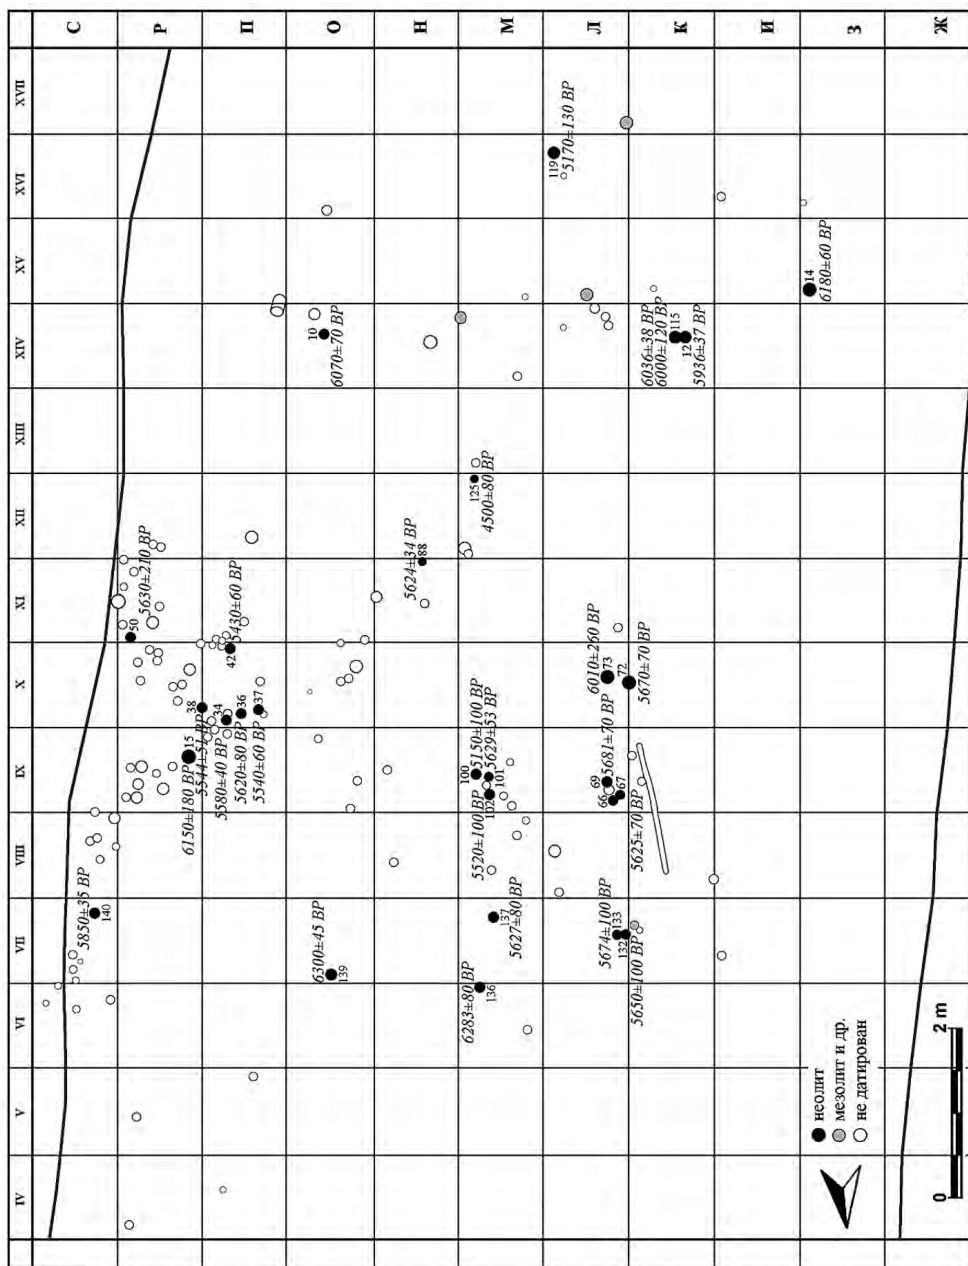 С
Р
П
О
Н
М
Л
К
И
З
Ж
XVII
XVI
XV
XIV
XIII
XII
XI
X
IX
VIII
VII
VI
V
IV
119
5170±130 BP
14
6180±60 BP
10
6070±70 BP
6036±38 BP
6000±120 BP
115
12
5936±37 BP
125
4500±80 BP
88
5624±34 BP
50
5630±210 BP
42
5430±60 BP
38
5544±51 BP
34
5580±40 BP
36
5620±80 BP
37
5540±60 BP
15
6150±180 BP
73
6010±260 BP
72
5670±70 BP
100
5150±100 BP
5629±53 BP
101
102
5520±100 BP
69
5681±70 BP
66
67
5625±70 BP
140
5850±35 BP
139
6300±45 BP
137
5627±80 BP
136
6283±80 BP
133
5674±100 BP
132
5650±100 BP
неолит
мезолит и др.
не датирован
0
2 m